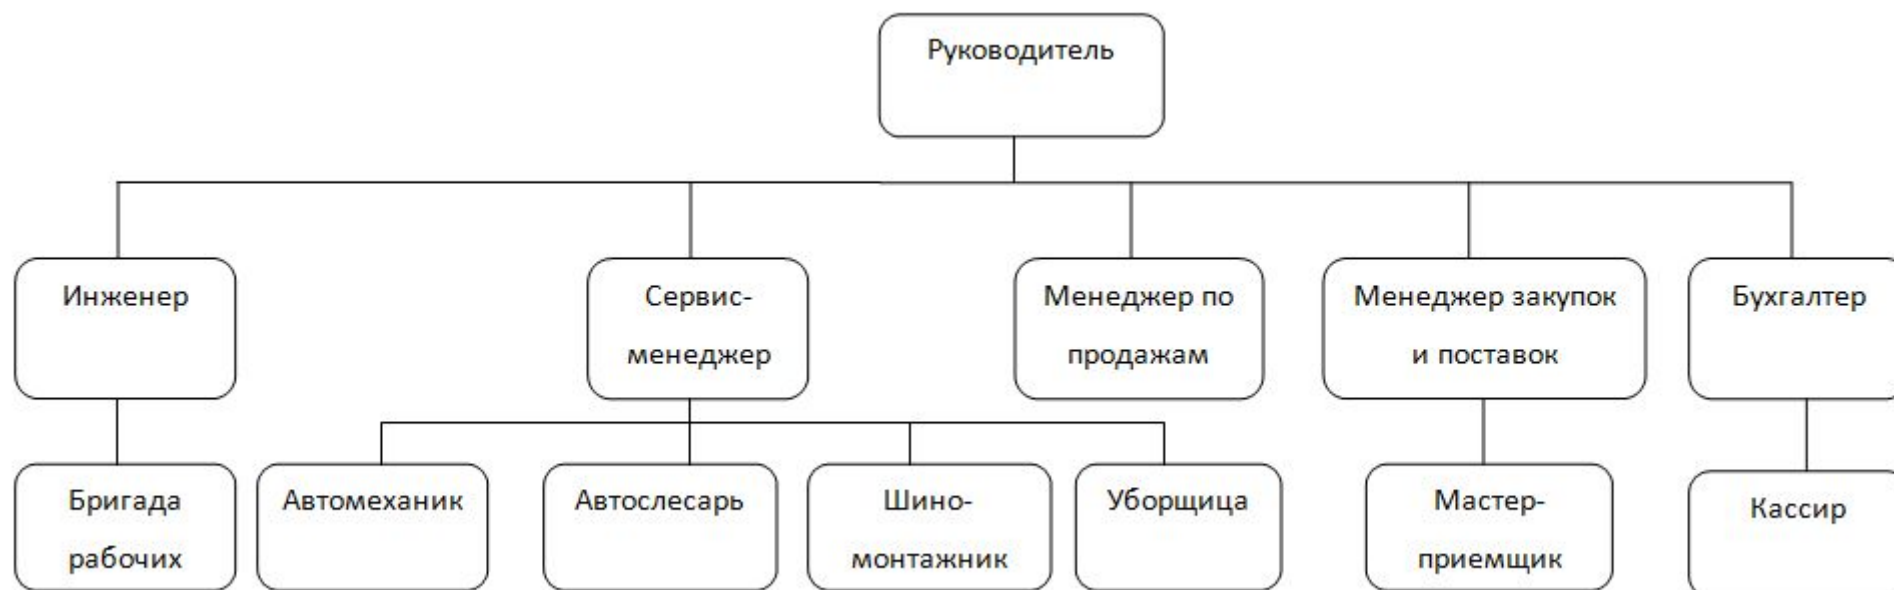 Руководитель
Инженер
Сервис-
менеджер
Менеджер по
продажам
Менеджер закупок
и поставок
Бухгалтер
Бригада
рабочих
Автомеханик
Автослесарь
Шино-
монтажник
Уборщица
Мастер-
приемщик
Кассир